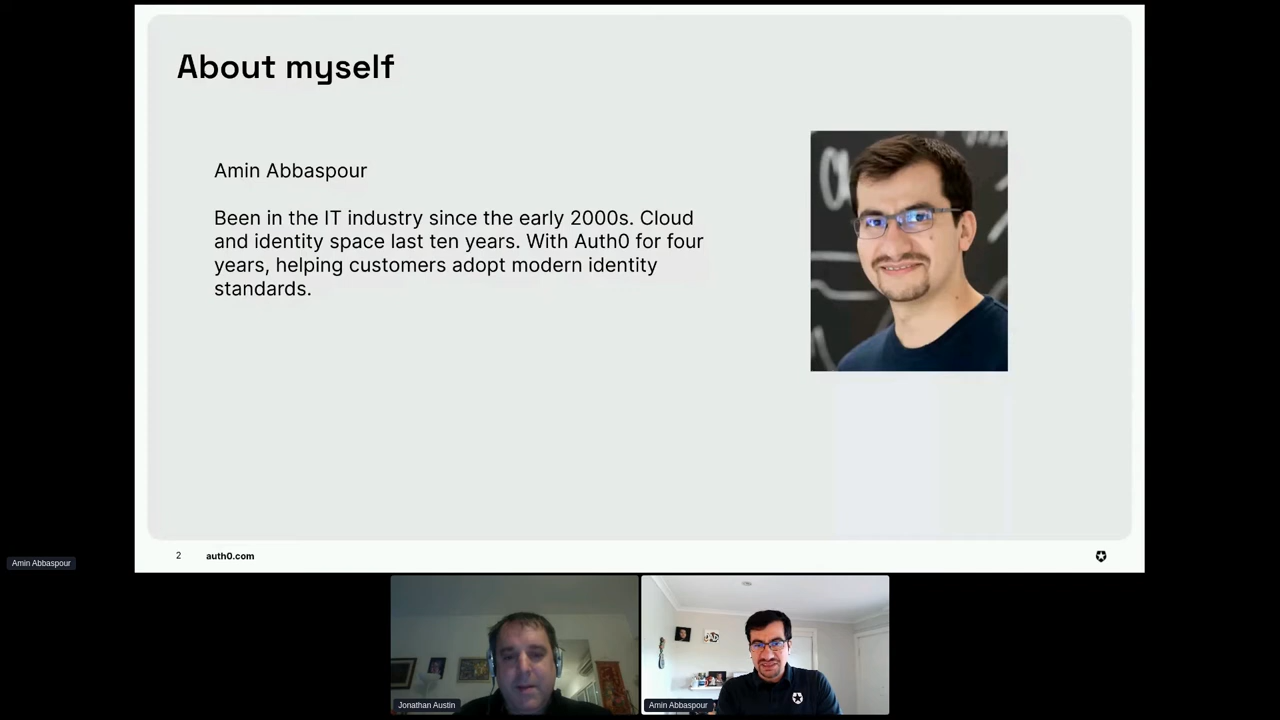 About myself
Amin Abbaspour
Been in the IT industry since the early 2000s. Cloud
and identity space last ten years. With Auth0 for four
years, helping customers adopt modern identity
standards.
2 auth0.com
Amin Abbaspour
Jonathan Austin
Amin Abbaspour